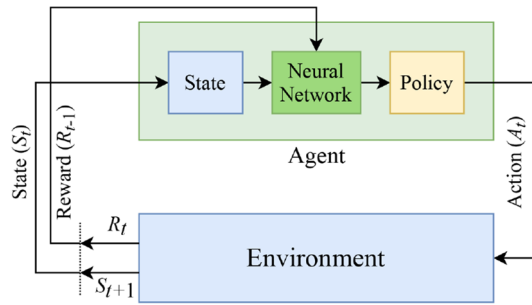 State
Neural
Network
Policy
Agent
State (Sₜ)
Reward (Rₜ₋₁)
Action (Aₜ)
Rₜ
Environment
Sₜ₊₁